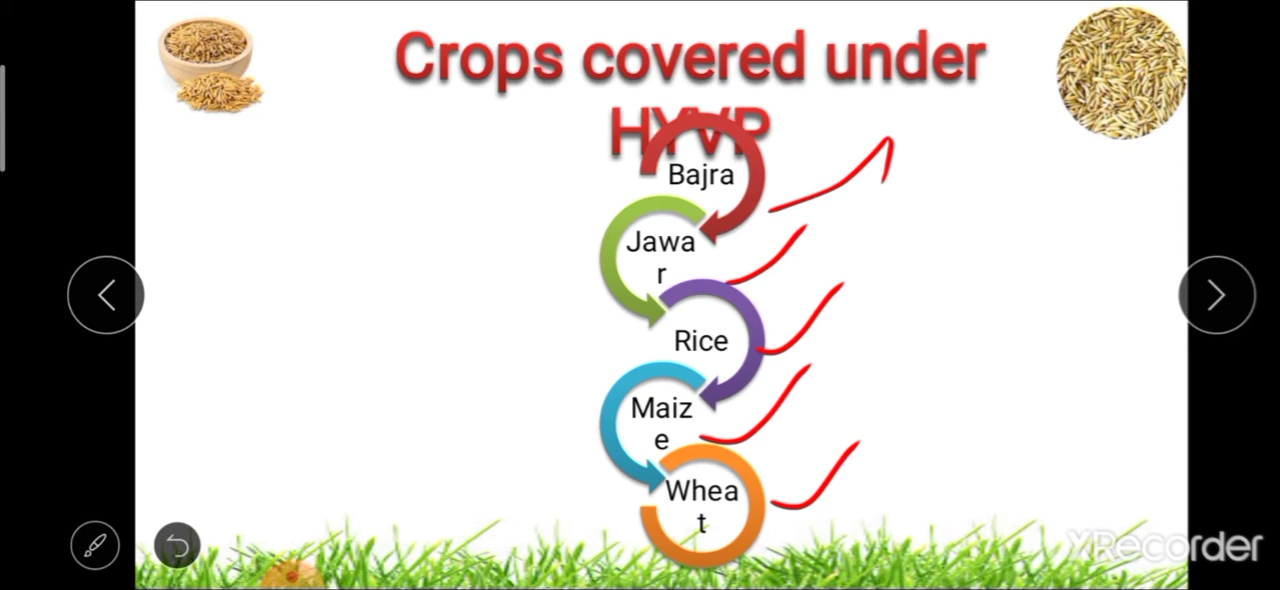 Crops covered under
HYVP
Bajra
Jawa
r
Rice
Maiz
e
Whea
t
XRecorder